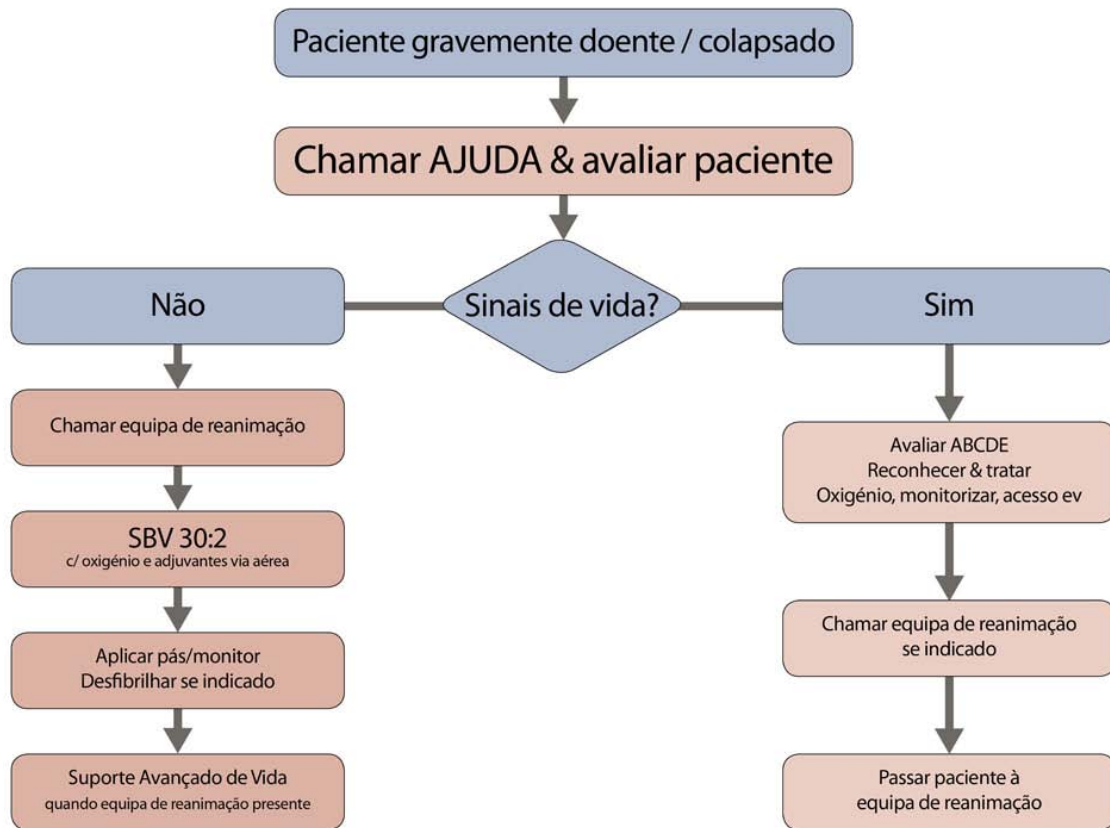 Paciente gravemente doente / colapsado
Chamar AJUDA & avaliar paciente
Sinais de vida?
Não
Chamar equipa de reanimação
SBV 30:2
c/ oxigénio e adjuvantes via aérea
Aplicar pás/monitor
Desfibrilhar se indicado
Suporte Avançado de Vida
quando equipa de reanimação presente
Sim
Avaliar ABCDE
Reconhecer & tratar
Oxigénio, monitorizar, acesso ev
Chamar equipa de reanimação
se indicado
Passar paciente à
equipa de reanimação